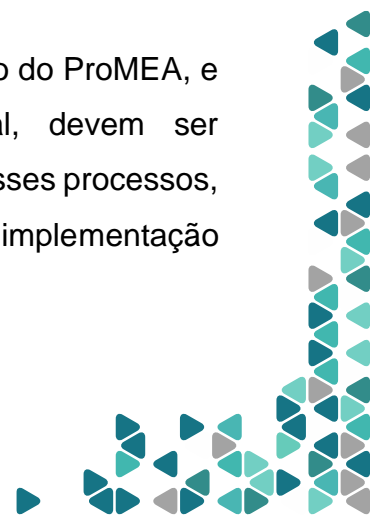 o do ProMEA, e
al, devem ser
sses processos,
implementação